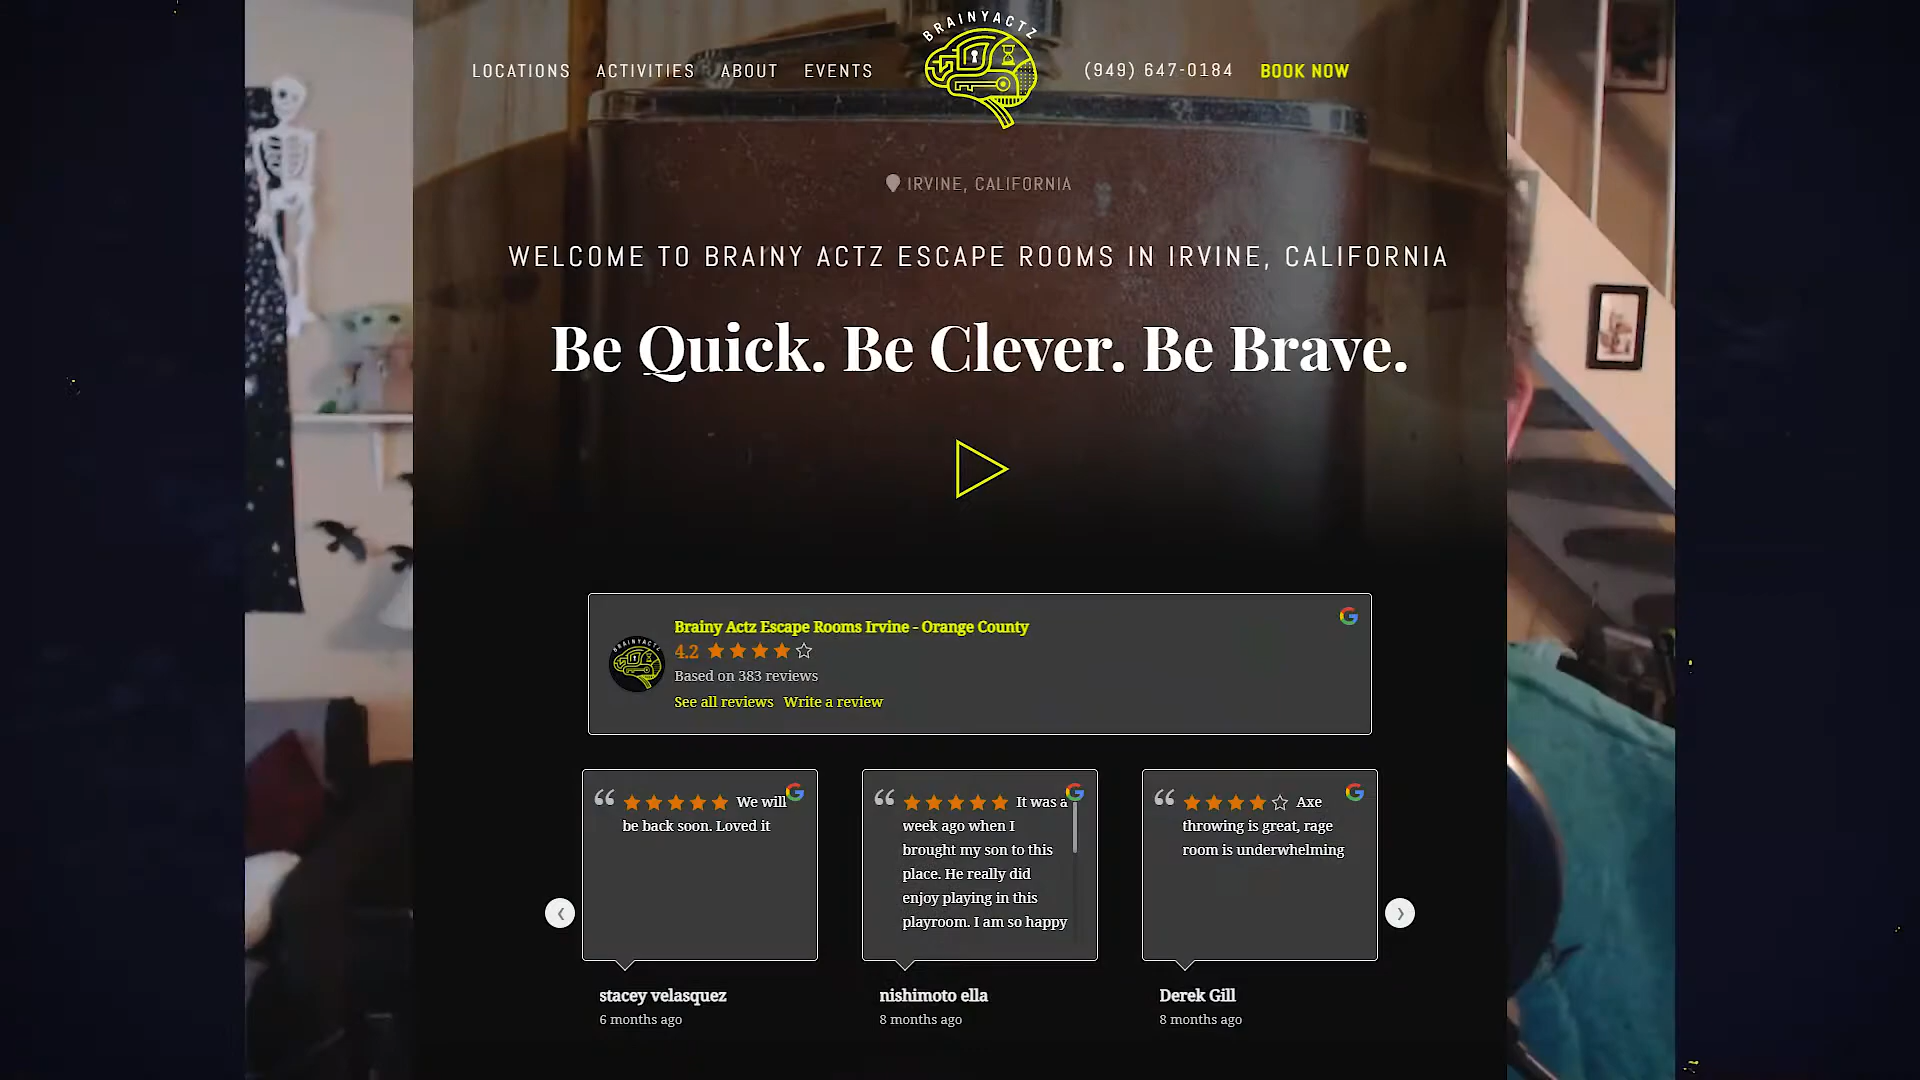 BRAINYACTZ
LOCATIONS ACTIVITIES ABOUT EVENTS (949) 647-0184 BOOK NOW
IRVINE, CALIFORNIA
WELCOME TO BRAINY ACTZ ESCAPE ROOMS IN IRVINE, CALIFORNIA
Be Quick. Be Clever. Be Brave.
Brainy Actz Escape Rooms Irvine - Orange County
BRAINYACTZ
4.2
Based on 383 reviews
See all reviews Write a review
We will
be back soon. Loved it
stacey velasquez
6 months ago
It was a
week ago when I
brought my son to this
place. He really did
enjoy playing in this
playroom. I am so happy
nishimoto ella
8 months ago
Axe
throwing is great, rage
room is underwhelming
Derek Gill
8 months ago